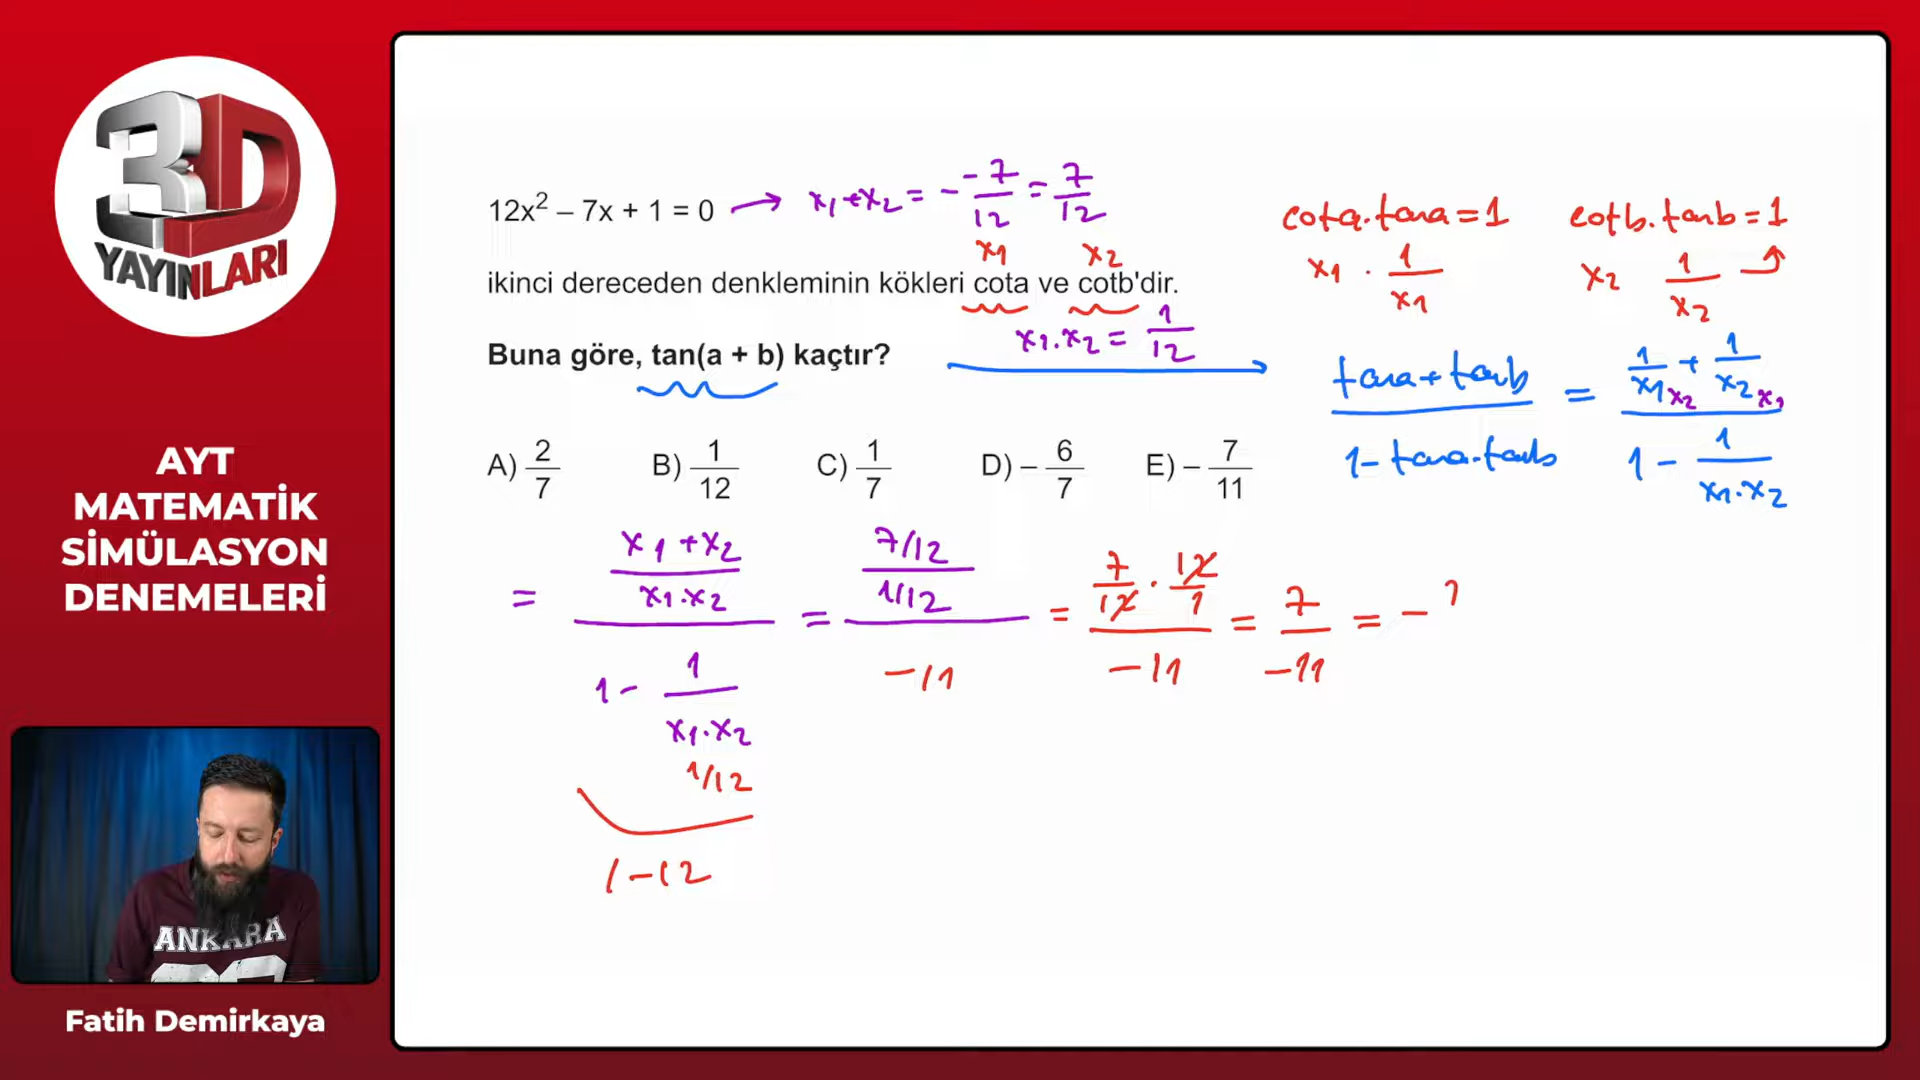 3D
YAYINLARI
AYT
MATEMATİK
SİMÜLASYON
DENEMELERİ
ANKARA
Fatih Demirkaya
12x² – 7x + 1 = 0 → x₁+x₂ = - -7/12 = 7/12
x₁ x₂
ikinci dereceden denkleminin kökleri cota ve cotb'dir.
x₁.x₂ = 1/12
Buna göre, tan(a + b) kaçtır?
A) 2/7 B) 1/12 C) 1/7 D) – 6/7 E) – 7/11
cota.tana = 1 cotb.tanb = 1
x₁ . 1/x₁ x₂ 1/x₂
tana + tanb = 1/x₁ + 1/x₂
x₂ x₁
1 - tana.tanb 1 - 1/x₁.x₂
= x₁+x₂/x₁.x₂ = 7/12 / 1/12 = 7/12 . 12/1 = 7 = -
1 - 1/x₁.x₂ -11 -11 -11
1/12
1-12